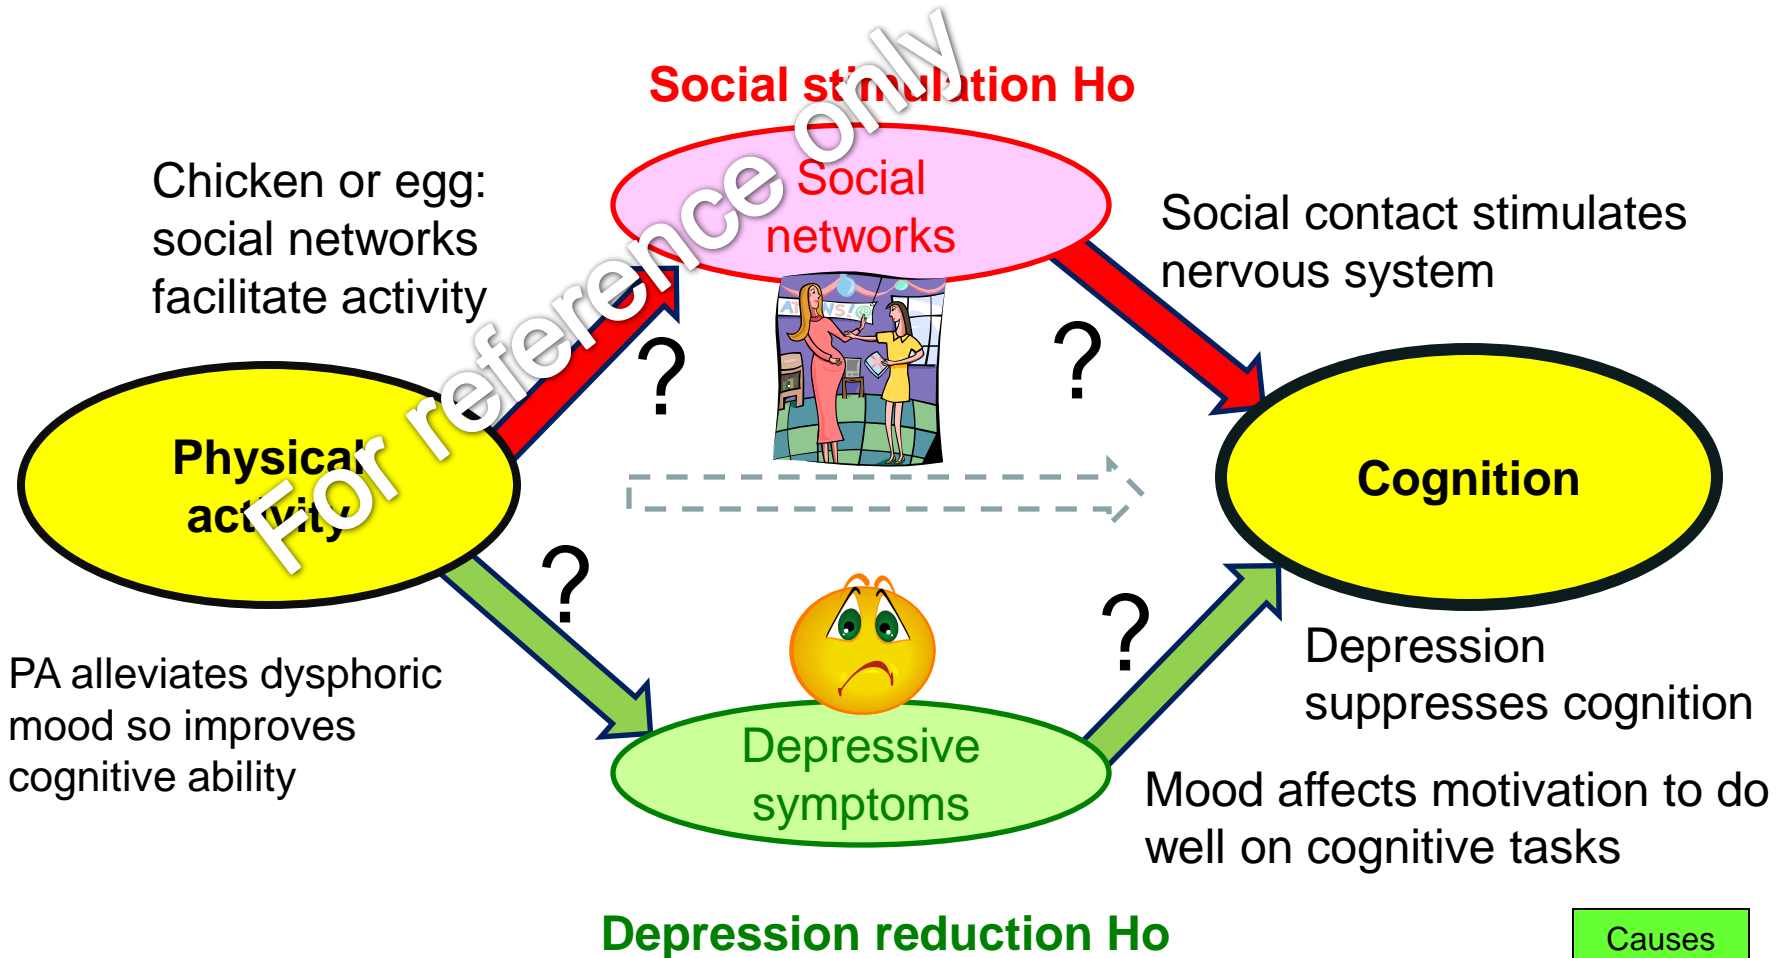 Social stimulation Ho
Chicken or egg:
social networks
facilitate activity
Social
networks
Social contact stimulates
nervous system
?
?
Physical
activity
Cognition
For reference only
?
?
PA alleviates dysphoric
mood so improves
cognitive ability
Depressive
symptoms
Depression
suppresses cognition
Mood affects motivation to do
well on cognitive tasks
Depression reduction Ho
Causes